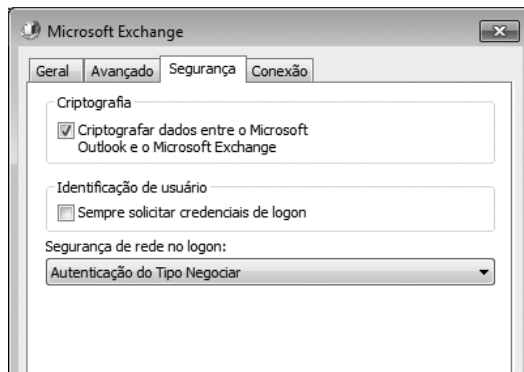 Microsoft Exchange
Geral Avançado Segurança Conexão
Criptografia
Criptografar dados entre o Microsoft
Outlook e o Microsoft Exchange
Identificação de usuário
Sempre solicitar credenciais de logon
Segurança de rede no logon:
Autenticação do Tipo Negociar